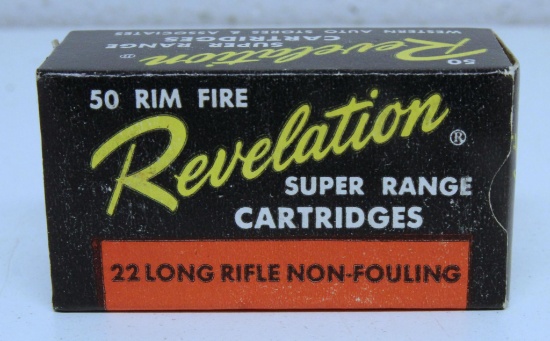 WESTERN AUTO STORES & ASSOCIATES
50
Revelation®
SUPER RANGE
CARTRIDGES
50 RIM FIRE
Revelation®
SUPER RANGE
CARTRIDGES
22 LONG RIFLE NON-FOULING